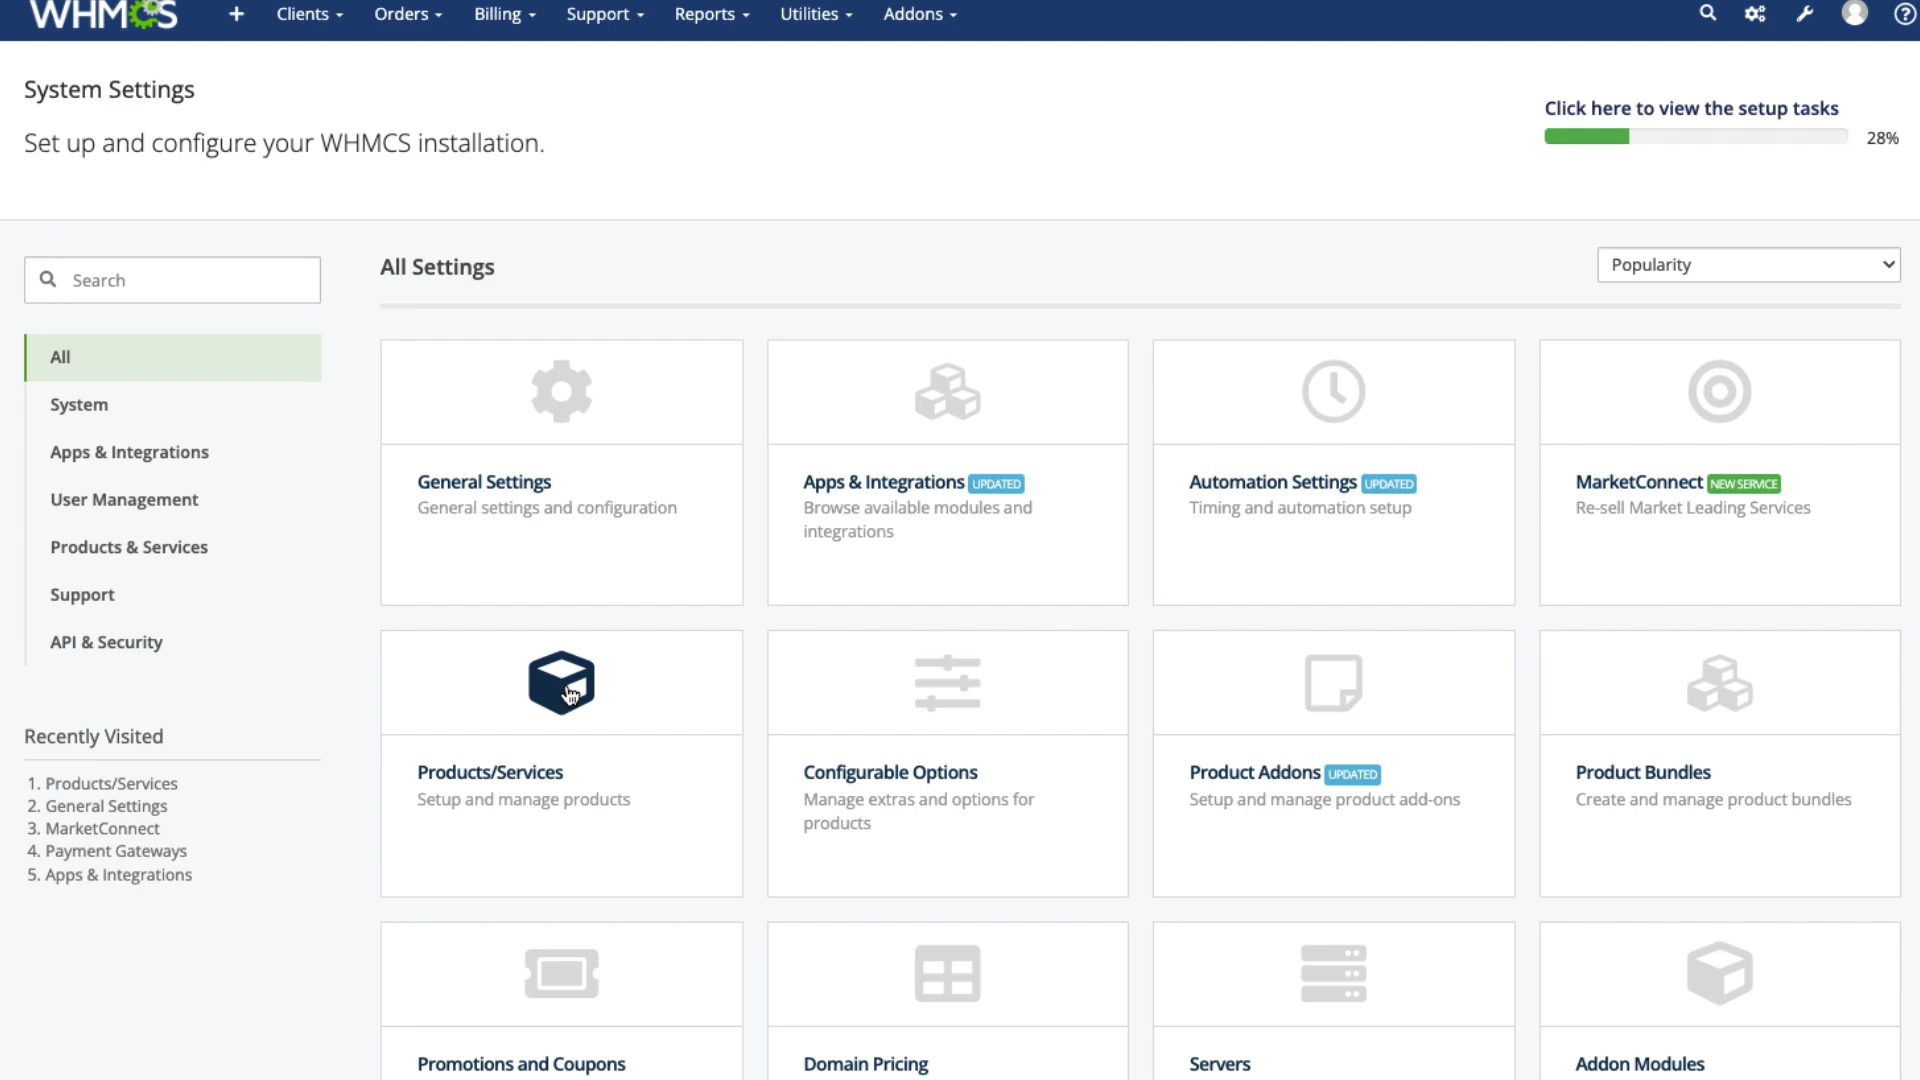 WHMCS
+ Clients Orders Billing Support Reports Utilities Addons
System Settings
Set up and configure your WHMCS installation.
Click here to view the setup tasks
28%
Search
All
System
Apps & Integrations
User Management
Products & Services
Support
API & Security
Recently Visited
1. Products/Services
2. General Settings
3. MarketConnect
4. Payment Gateways
5. Apps & Integrations
All Settings
Popularity
General Settings
General settings and configuration
Apps & Integrations UPDATED
Browse available modules and
integrations
Automation Settings UPDATED
Timing and automation setup
MarketConnect NEW SERVICE
Re-sell Market Leading Services
Products/Services
Setup and manage products
Configurable Options
Manage extras and options for
products
Product Addons UPDATED
Setup and manage product add-ons
Product Bundles
Create and manage product bundles
Promotions and Coupons
Domain Pricing
Servers
Addon Modules